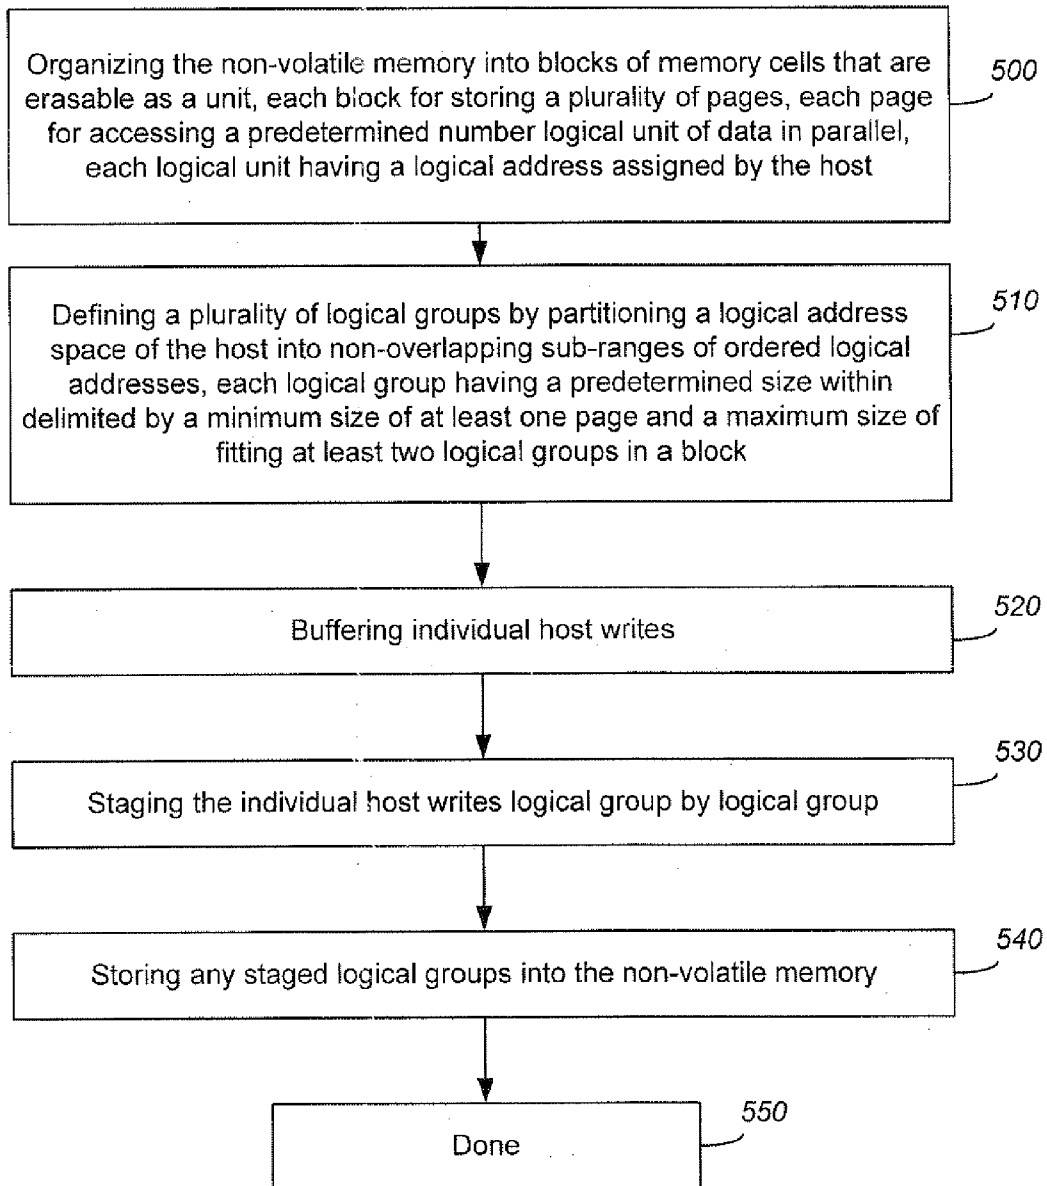 Organizing the non-volatile memory into blocks of memory cells that are
erasable as a unit, each block for storing a plurality of pages, each page
for accessing a predetermined number logical unit of data in parallel,
each logical unit having a logical address assigned by the host
500
Defining a plurality of logical groups by partitioning a logical address
space of the host into non-overlapping sub-ranges of ordered logical
addresses, each logical group having a predetermined size within
delimited by a minimum size of at least one page and a maximum size of
fitting at least two logical groups in a block
510
Buffering individual host writes
520
Staging the individual host writes logical group by logical group
530
Storing any staged logical groups into the non-volatile memory
540
Done
550